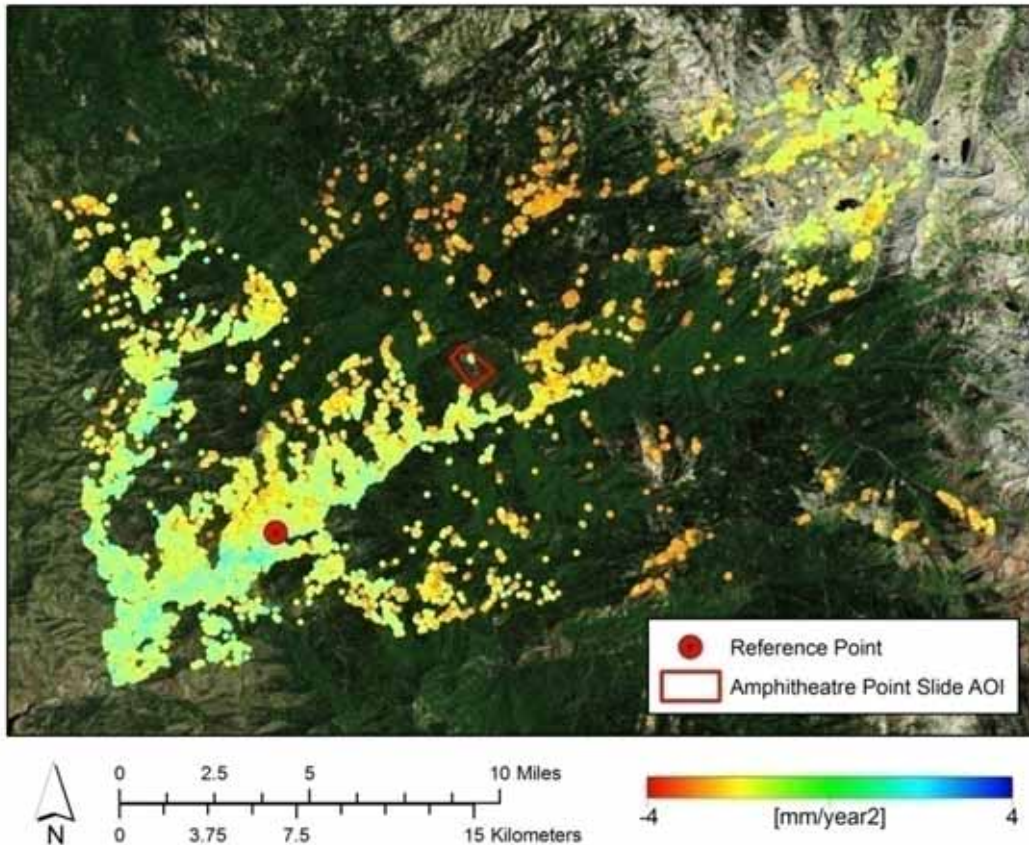 Reference Point
Amphitheatre Point Slide AOI
0 2.5 5 10 Miles
0 3.75 7.5 15 Kilometers
N
-4 [mm/year2] 4